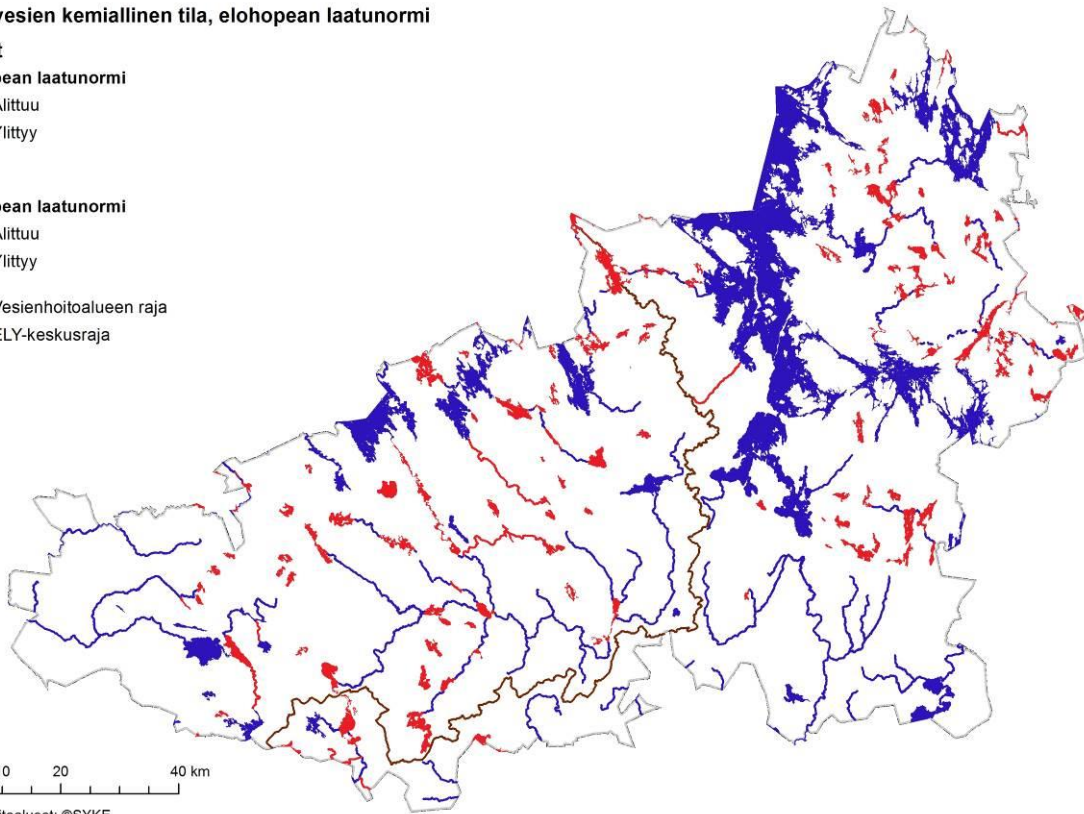 vesien kemiallinen tila, elohopean laatunormi
t
pean laatunormi
Alittuu
Ylittyy
pean laatunormi
Alittuu
Ylittyy
Vesienhoitoalueen raja
ELY-keskusraja
0 20 40 km